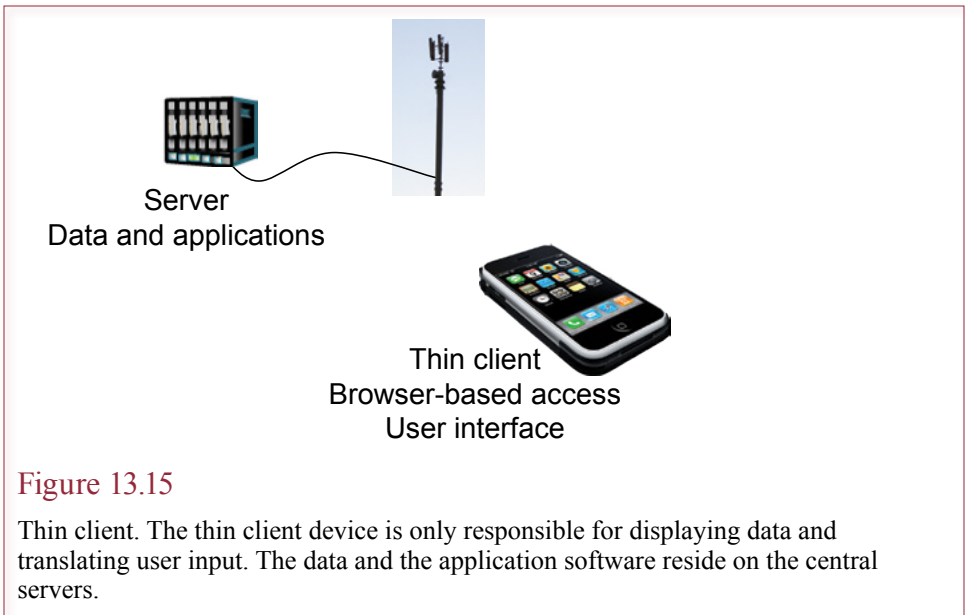 Server
Data and applications
Thin client
Browser-based access
User interface
Figure 13.15
Thin client. The thin client device is only responsible for displaying data and
translating user input. The data and the application software reside on the central
servers.